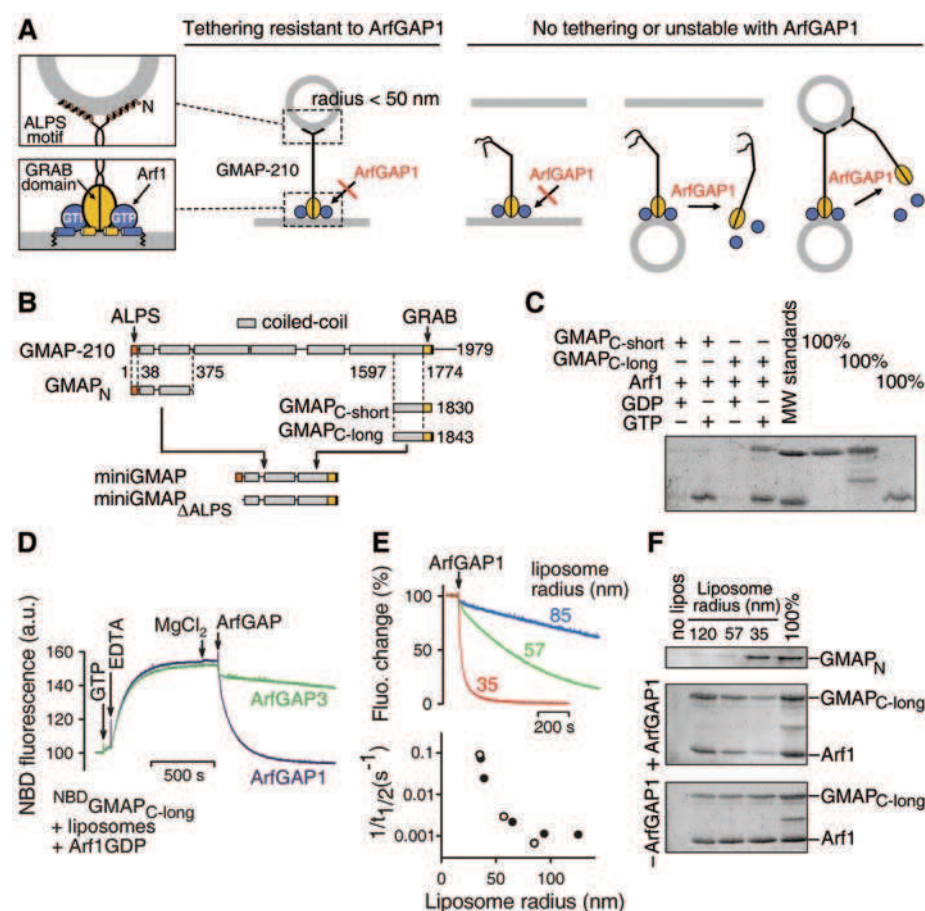 A
Tethering resistant to ArfGAP1
No tethering or unstable with ArfGAP1
N
ALPS
motif
radius < 50 nm
GRAB
domain
Arf1
GTP
GMAP-210
ArfGAP1
ArfGAP1
ArfGAP1
ArfGAP1
B
ALPS
coiled-coil
GRAB
GMAP-210
1979
1 38 375 1597 1774
GMAPN
GMAPC-short 1830
GMAPC-long 1843
miniGMAP
miniGMAPΔALPS
C
GMAPC-short + + − −
GMAPC-long − − + +
Arf1 + + + +
GDP + − + −
GTP − + − +
MW standards
100%
100%
100%
D
NBD fluorescence (a.u.)
160
140
120
100
GTP
EDTA
MgCl2
ArfGAP
ArfGAP3
ArfGAP1
500 s
NBDGMAPC-long
+ liposomes
+ Arf1GDP
E
ArfGAP1
liposome
radius (nm)
Fluo. change (%)
100
50
0
85
57
35
200 s
1/t1/2(s-1)
0.1
0.01
0.001
0 50 100
Liposome radius (nm)
F
no lipos
Liposome
radius (nm)
120 57 35
100%
GMAPN
+ ArfGAP1
GMAPC-long
Arf1
−ArfGAP1
GMAPC-long
Arf1